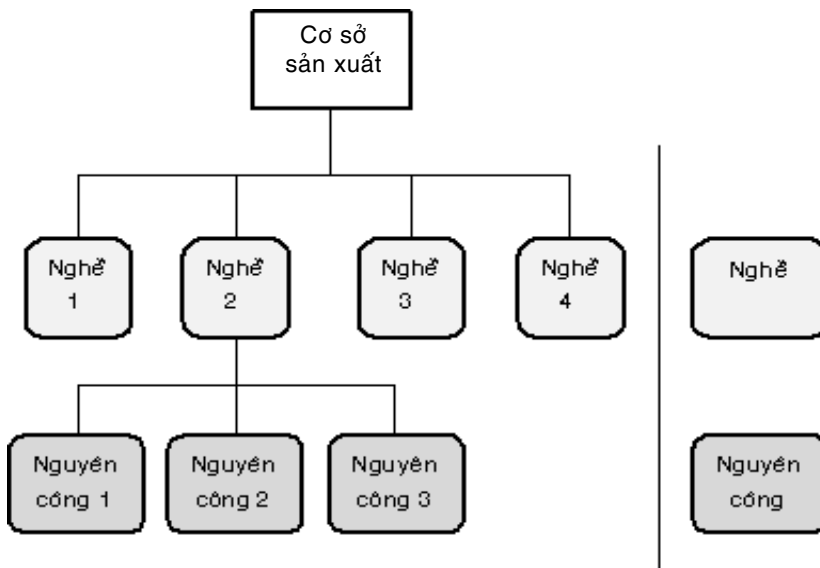 Cơ sở
sản xuất
Nghề
1
Nghề
2
Nghề
3
Nghề
4
Nghề
Nguyên
công 1
Nguyên
công 2
Nguyên
công 3
Nguyên
công